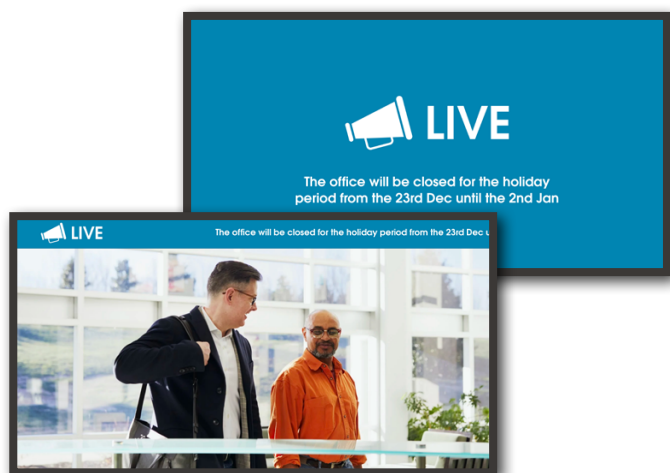 LIVE
The office will be closed for the holiday
period from the 23rd Dec until the 2nd Jan
LIVE
The office will be closed for the holiday period from the 23rd Dec